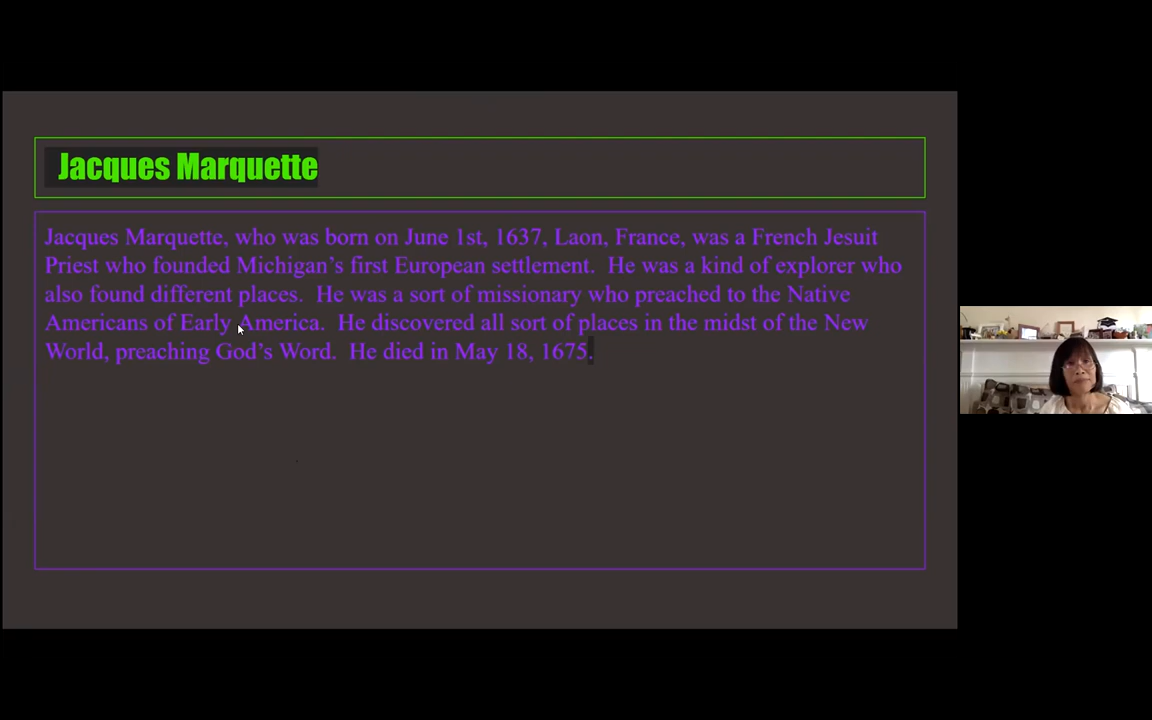 Jacques Marquette
Jacques Marquette, who was born on June 1st, 1637, Laon, France, was a French Jesuit
Priest who founded Michigan’s first European settlement.  He was a kind of explorer who
also found different places.  He was a sort of missionary who preached to the Native
Americans of Early America.  He discovered all sort of places in the midst of the New
World, preaching God’s Word.  He died in May 18, 1675.